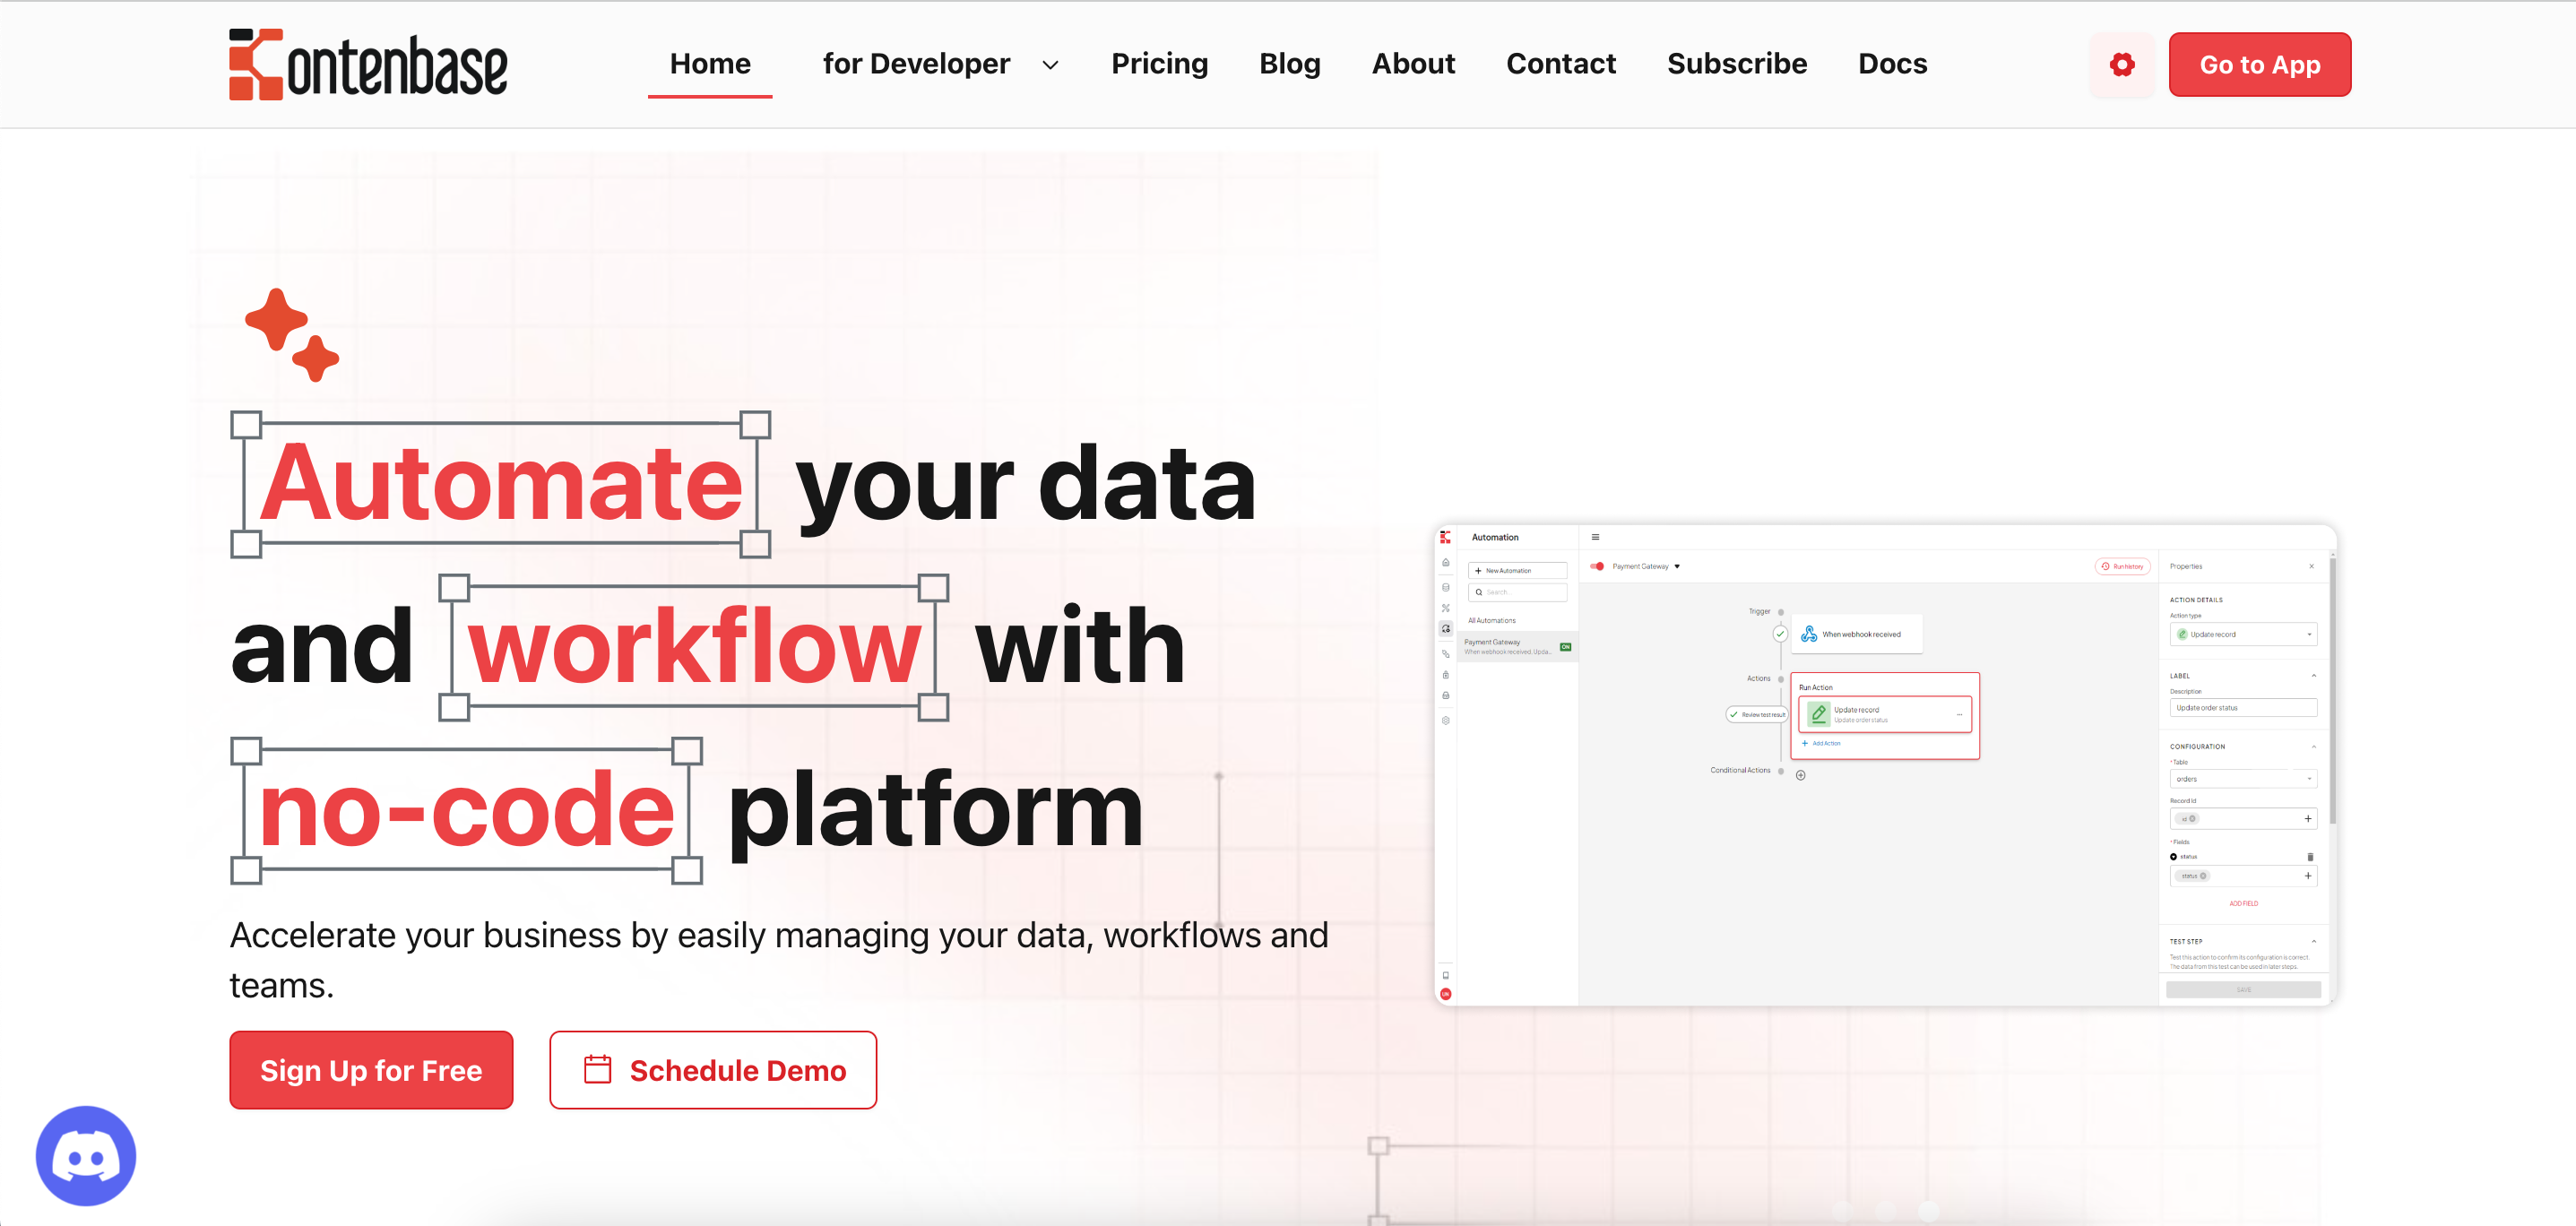 Kontenbase
Home for Developer Pricing Blog About Contact Subscribe Docs
Go to App
Automate your data
and workflow with
no-code platform
Accelerate your business by easily managing your data, workflows and
teams.
Sign Up for Free
Schedule Demo
Automation
+ New Automation
Search...
All Automations
Payment Gateway
When webhook received. Upda...
ON
Payment Gateway
Run history
Trigger
When webhook received
Actions
Run Action
Review test result
Update record
Update order status
...
+ Add Action
Conditional Actions
Properties
ACTION DETAILS
Action type
Update record
LABEL
Description
Update order status
CONFIGURATION
*Table
orders
Record Id
id
*Fields
status
status
ADD FIELD
TEST STEP
Test this action to confirm its configuration is correct.
The data from this test can be used in later steps.
SAVE